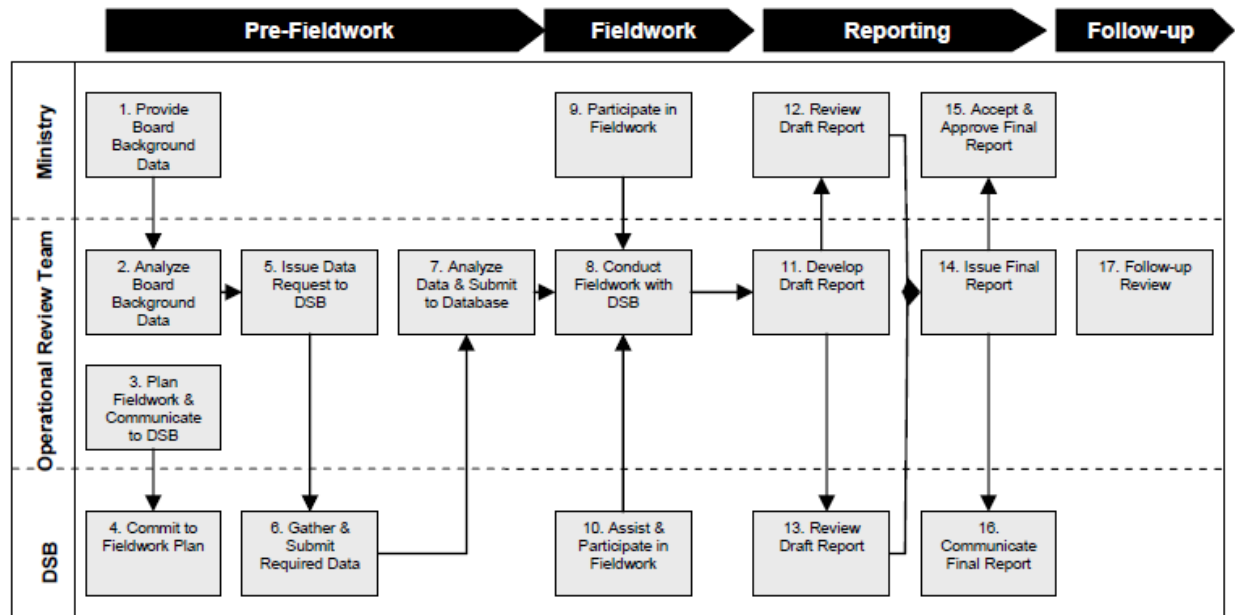 Pre-Fieldwork
Fieldwork
Reporting
Follow-up
Ministry
1. Provide
Board
Background
Data
9. Participate in
Fieldwork
12. Review
Draft Report
15. Accept &
Approve Final
Report
Operational Review Team
2. Analyze
Board
Background
Data
5. Issue Data
Request to
DSB
7. Analyze
Data & Submit
to Database
8. Conduct
Fieldwork with
DSB
11. Develop
Draft Report
14. Issue Final
Report
17. Follow-up
Review
3. Plan
Fieldwork &
Communicate
to DSB
DSB
4. Commit to
Fieldwork Plan
6. Gather &
Submit
Required Data
10. Assist &
Participate in
Fieldwork
13. Review
Draft Report
16.
Communicate
Final Report